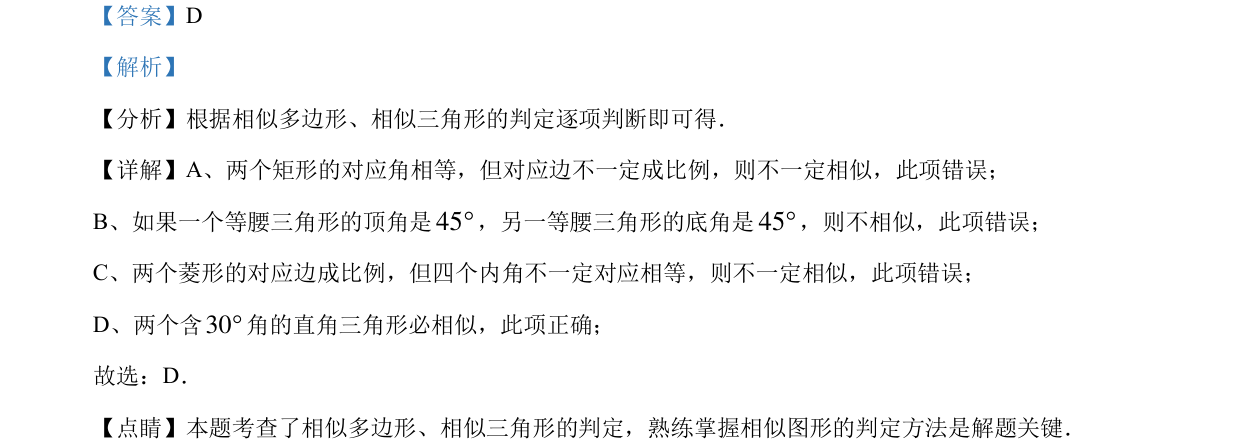 【答案】D
【解析】
【分析】根据相似多边形、相似三角形的判定逐项判断即可得．
【详解】A、两个矩形的对应角相等，但对应边不一定成比例，则不一定相似，此项错误；
B、如果一个等腰三角形的顶角是45°，另一等腰三角形的底角是45°，则不相似，此项错误；
C、两个菱形的对应边成比例，但四个内角不一定对应相等，则不一定相似，此项错误；
D、两个含30°角的直角三角形必相似，此项正确；
故选：D．
【点睛】本题考查了相似多边形、相似三角形的判定，熟练掌握相似图形的判定方法是解题关键．